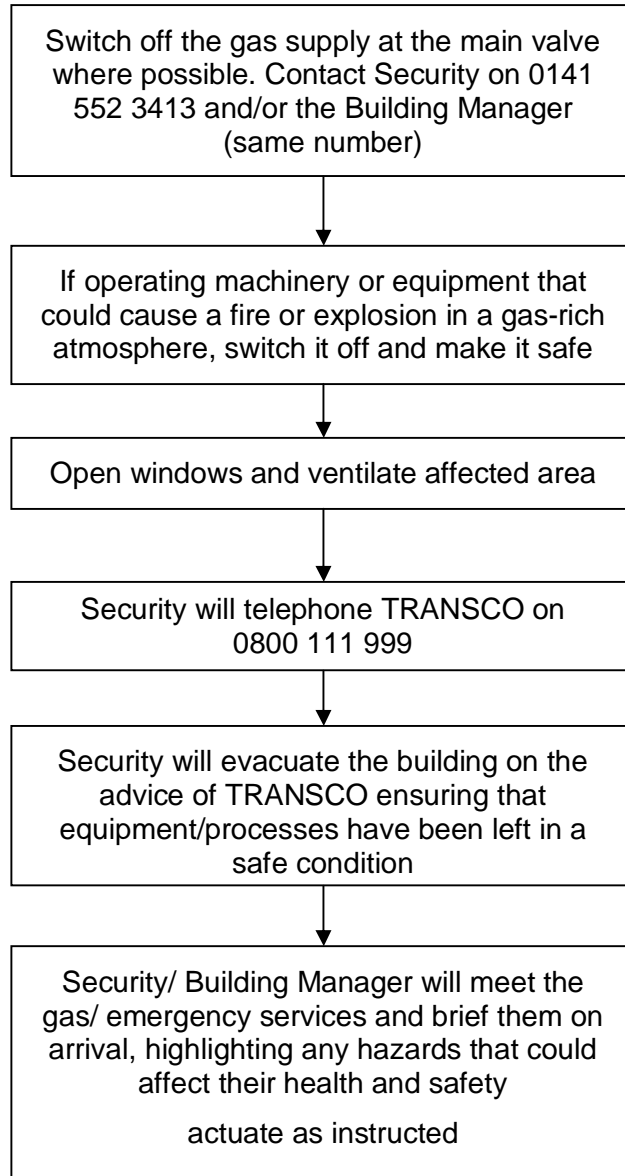 Switch off the gas supply at the main valve
where possible. Contact Security on 0141
552 3413 and/or the Building Manager
(same number)
If operating machinery or equipment that
could cause a fire or explosion in a gas-rich
atmosphere, switch it off and make it safe
Open windows and ventilate affected area
Security will telephone TRANSCO on
0800 111 999
Security will evacuate the building on the
advice of TRANSCO ensuring that
equipment/processes have been left in a
safe condition
Security/ Building Manager will meet the
gas/ emergency services and brief them on
arrival, highlighting any hazards that could
affect their health and safety
actuate as instructed